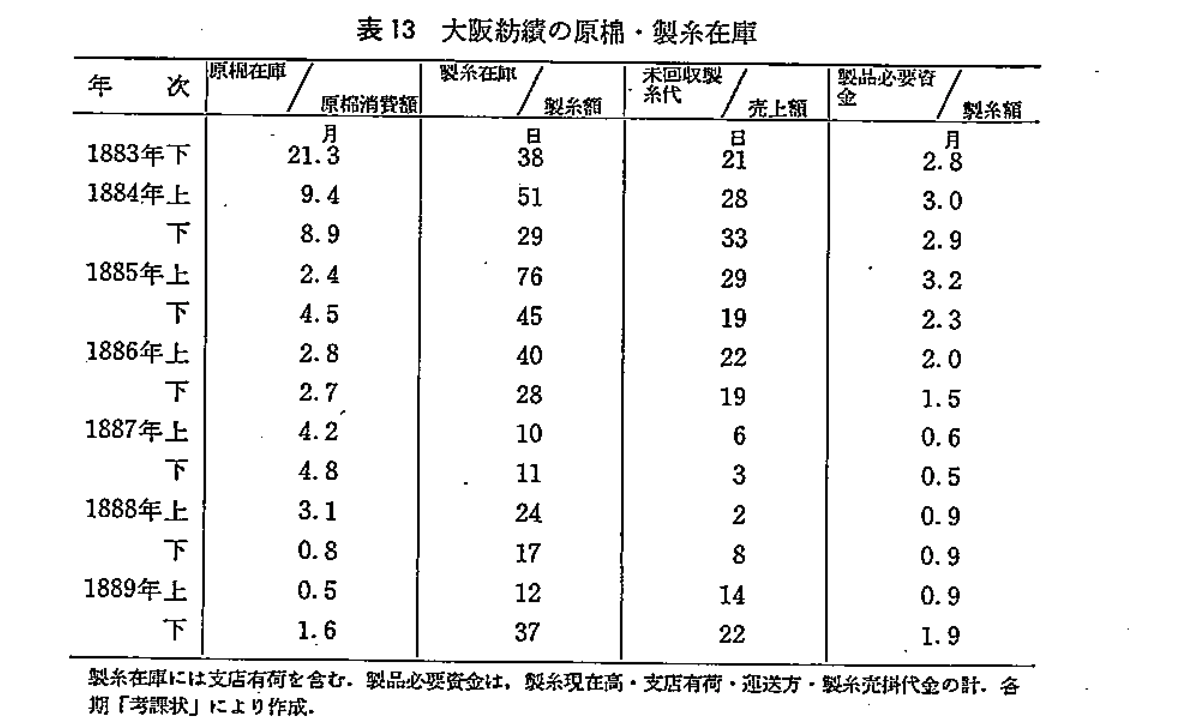 表13 大阪紡績の原棉・製糸在庫
年 次 原棉在庫/原棉消費額 製糸在庫/製糸額 未回収製糸代/売上額 製品必要資金/製糸額
月 日 日 月
1883年下 21.3 38 21 2.8
1884年上 9.4 51 28 3.0
下 8.9 29 33 2.9
1885年上 2.4 76 29 3.2
下 4.5 45 19 2.3
1886年上 2.8 40 22 2.0
下 2.7 28 19 1.5
1887年上 4.2 10 6 0.6
下 4.8 11 3 0.5
1888年上 3.1 24 2 0.9
下 0.8 17 8 0.9
1889年上 0.5 12 14 0.9
下 1.6 37 22 1.9
製糸在庫には支店有荷を含む．製品必要資金は，製糸現在高・支店有荷・運送方・製糸売掛代金の計．各
期「考課状」により作成．